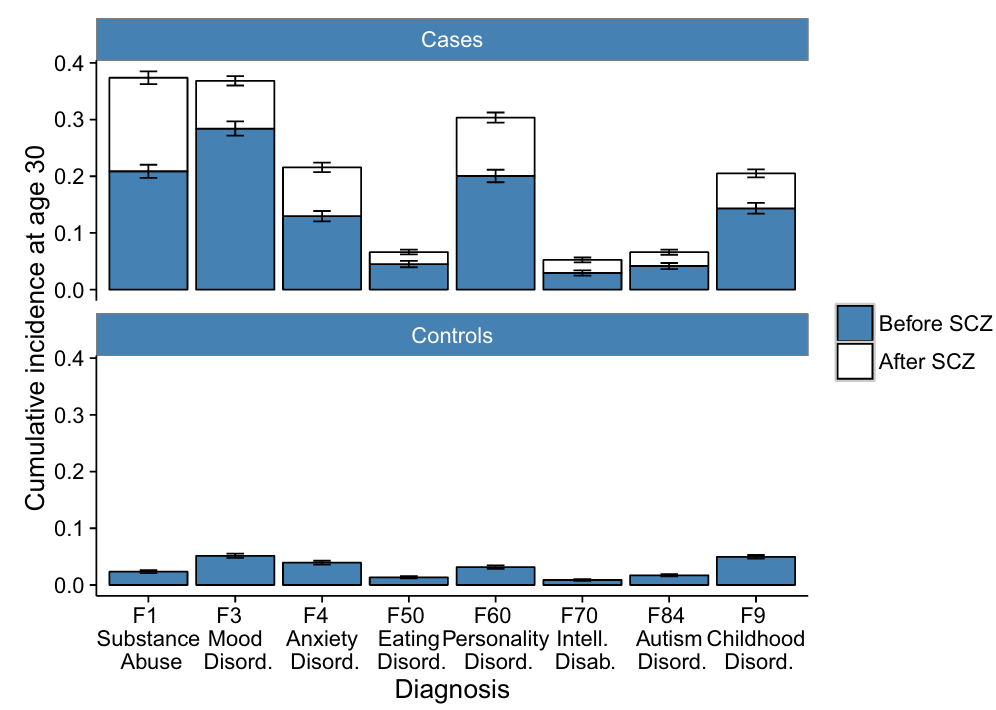 Cases
0.4
0.3
0.2
0.1
0.0
Controls
0.4
0.3
0.2
0.1
0.0
Cumulative incidence at age 30
F1 F3 F4 F50 F60 F70 F84 F9
Substance Mood Anxiety Eating Personality Intell. Autism Childhood
Abuse Disord. Disord. Disord. Disord. Disab. Disord. Disord.
Diagnosis
Before SCZ
After SCZ